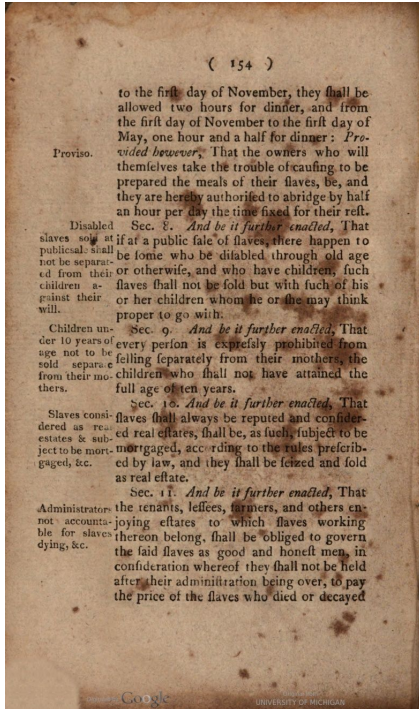 ( 154 )
to the firſt day of November, they ſhall be
allowed two hours for dinner, and from
the firſt day of November to the firſt day of
May, one hour and a half for dinner : Pro-
Proviso.
vided however, That the owners who will
themſelves take the trouble of cauſing to be
prepared the meals of their ſlaves, be, and
they are hereby authoriſed to abridge by half
an hour per day the time fixed for their reſt.
Disabled
slaves sold at
publicsale shall
not be separat-
ed from their
children a-
gainst their
will.
Sec. 8. And be it further enacted, That
if at a public ſale of ſlaves, there happen to
be ſome who be diſabled through old age
or otherwiſe, and who have children, ſuch
ſlaves ſhall not be ſold but with ſuch of his
or her children whom he or ſhe may think
proper to go with.
Children un-
der 10 years of
age not to be
sold separate
from their mo-
thers.
Sec. 9. And be it further enacted, That
every perſon is expreſsly prohibited from
ſelling ſeparately from their mothers, the
children who ſhall not have attained the
full age of ten years.
Slaves consi-
dered as real
estates & sub-
ject to be mort-
gaged, &c.
Sec. 10. And be it further enacted, That
ſlaves ſhall always be reputed and conſider-
ed real eſtates, ſhall be, as ſuch, ſubject to be
mortgaged, according to the rules preſcrib-
ed by law, and they ſhall be ſeized and ſold
as real eſtate.
Administrators
not accounta-
ble for slaves
dying, &c.
Sec. 11. And be it further enacted, That
the tenants, leſſees, farmers, and others en-
joying eſtates to which ſlaves working
thereon belong, ſhall be obliged to govern
the ſaid ſlaves as good and honeſt men, in
conſideration whereof they ſhall not be held
after their adminiſtration being over, to pay
the price of the ſlaves who died or decayed
Google
UNIVERSITY OF MICHIGAN